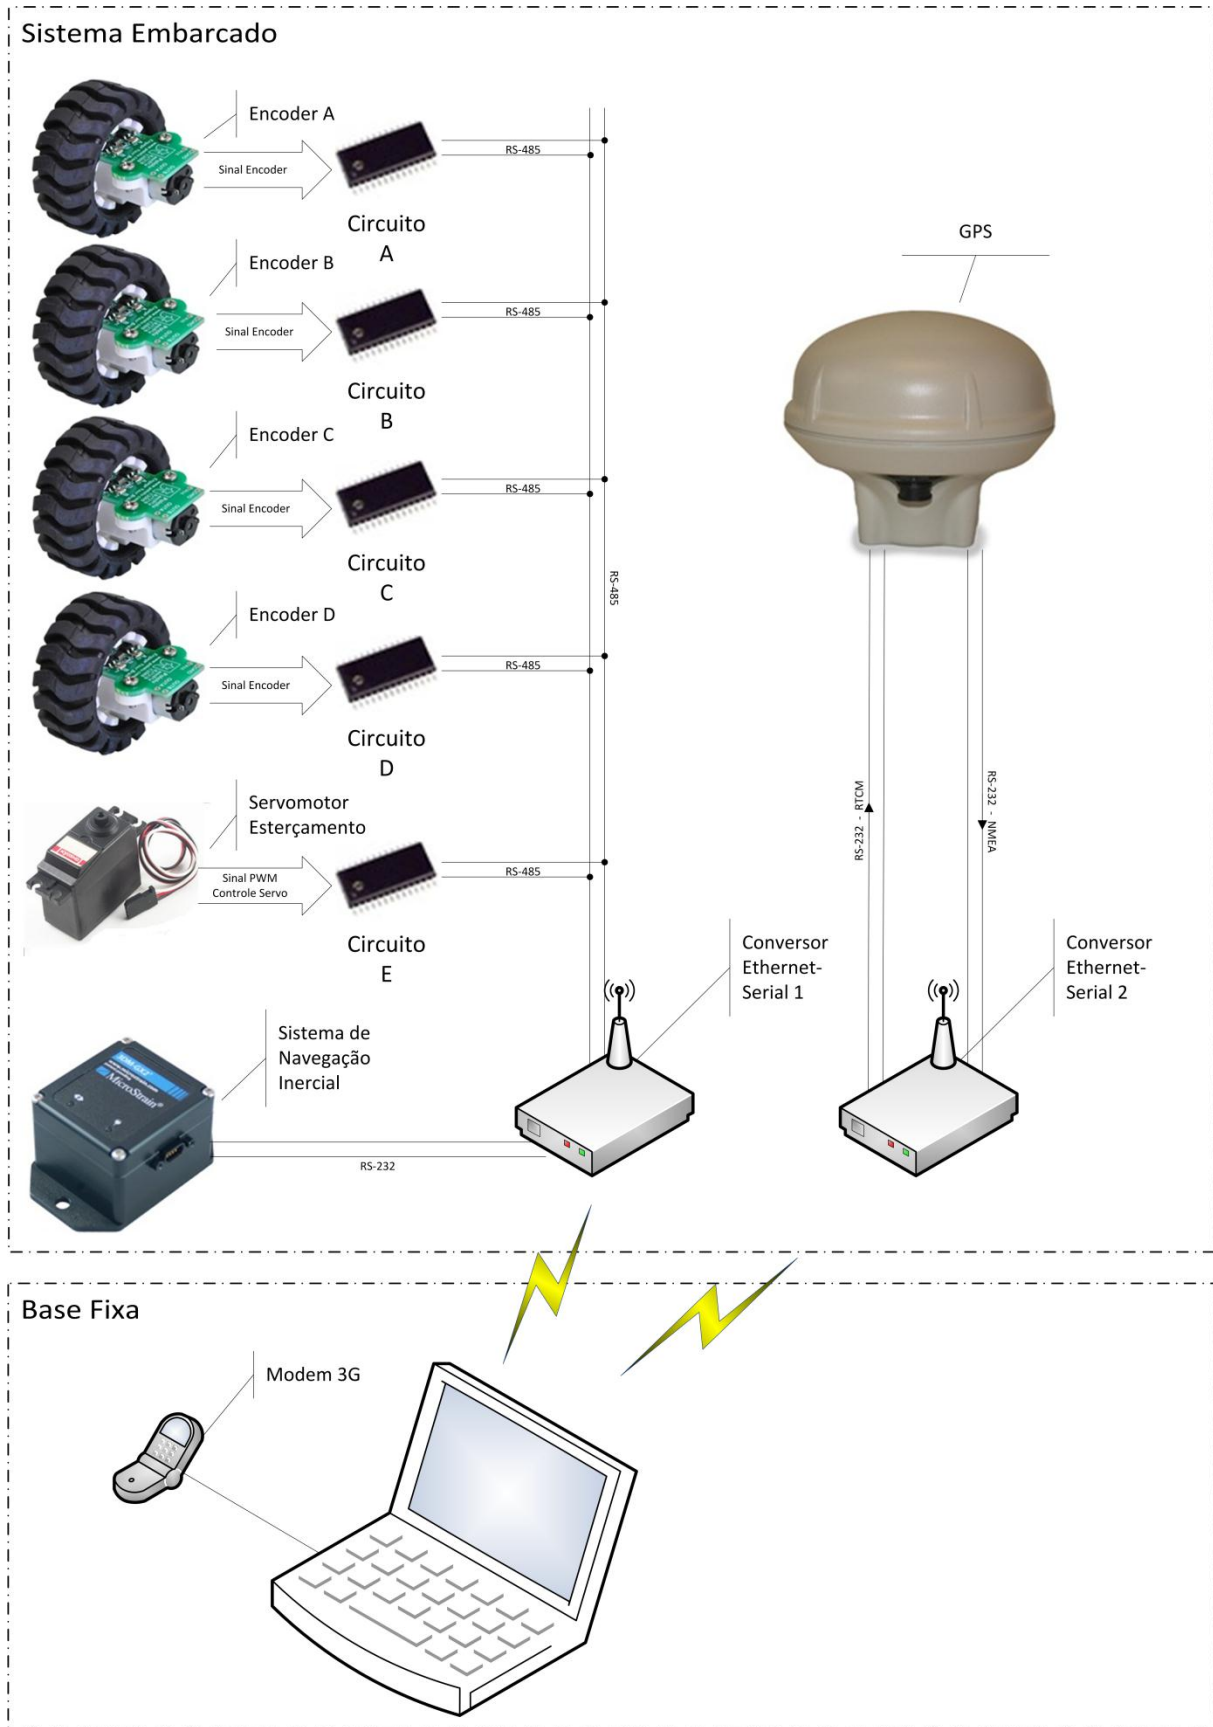 Sistema Embarcado
Encoder A
Sinal Encoder
RS-485
Circuito
A
Encoder B
Sinal Encoder
RS-485
Circuito
B
Encoder C
Sinal Encoder
RS-485
Circuito
C
Encoder D
Sinal Encoder
RS-485
Circuito
D
Servomotor
Esterçamento
Sinal PWM
Controle Servo
RS-485
Circuito
E
RS-485
GPS
RS-232 - RTCM
RS-232 - NMEA
Conversor
Ethernet-
Serial 1
Conversor
Ethernet-
Serial 2
Sistema de
Navegação
Inercial
3DM-GX2
MicroStrain®
RS-232
Base Fixa
Modem 3G